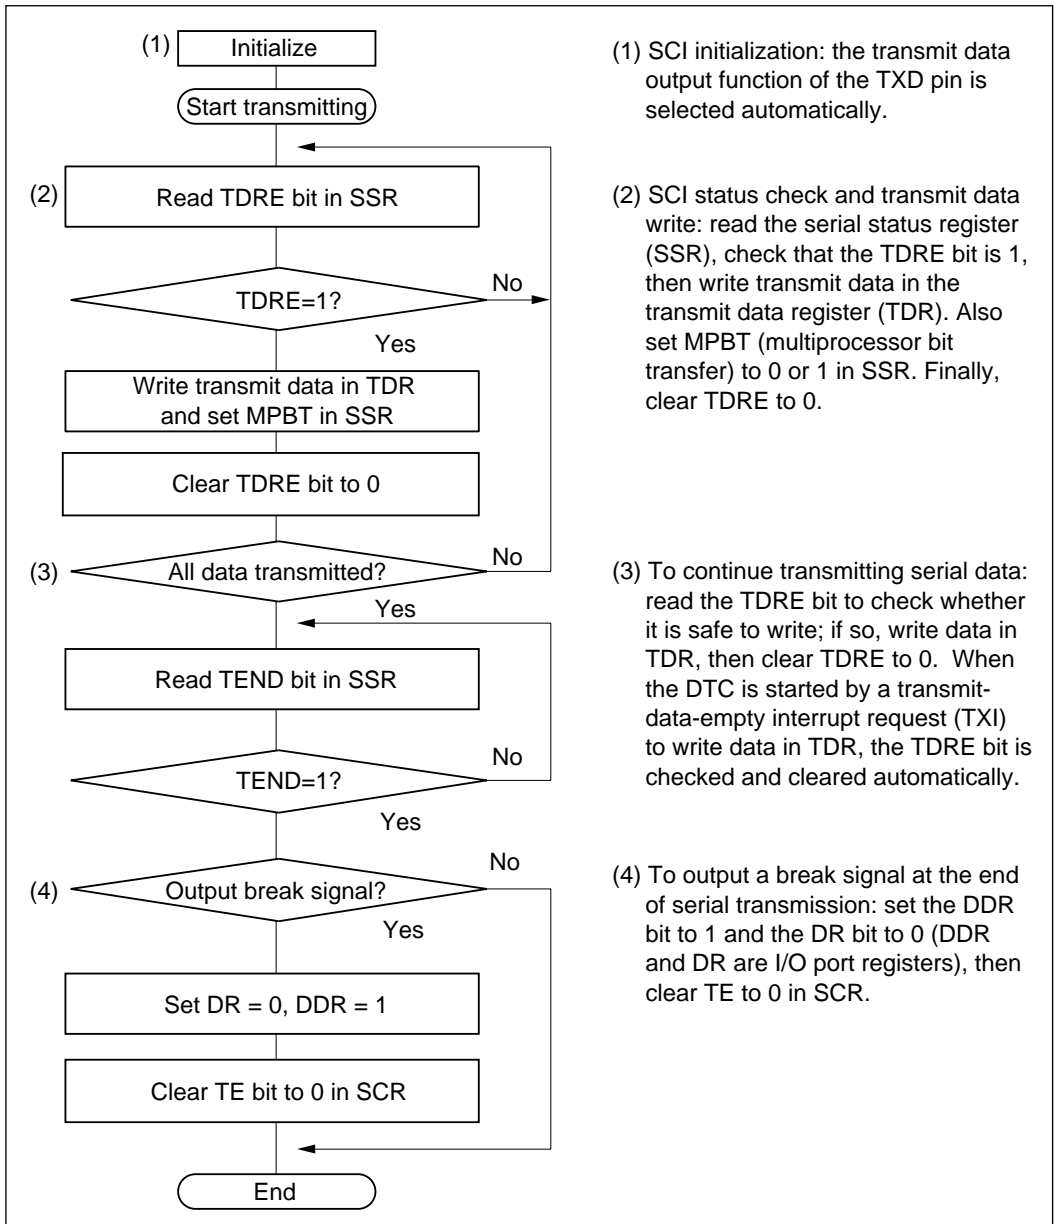 (1) Initialize
Start transmitting
(2) Read TDRE bit in SSR
TDRE=1?
No
Yes
Write transmit data in TDR
and set MPBT in SSR
Clear TDRE bit to 0
(3) All data transmitted?
No
Yes
Read TEND bit in SSR
TEND=1?
No
Yes
(4) Output break signal?
No
Yes
Set DR = 0, DDR = 1
Clear TE bit to 0 in SCR
End
(1) SCI initialization: the transmit data
output function of the TXD pin is
selected automatically.
(2) SCI status check and transmit data
write: read the serial status register
(SSR), check that the TDRE bit is 1,
then write transmit data in the
transmit data register (TDR). Also
set MPBT (multiprocessor bit
transfer) to 0 or 1 in SSR. Finally,
clear TDRE to 0.
(3) To continue transmitting serial data:
read the TDRE bit to check whether
it is safe to write; if so, write data in
TDR, then clear TDRE to 0.  When
the DTC is started by a transmit-
data-empty interrupt request (TXI)
to write data in TDR, the TDRE bit is
checked and cleared automatically.
(4) To output a break signal at the end
of serial transmission: set the DDR
bit to 1 and the DR bit to 0 (DDR
and DR are I/O port registers), then
clear TE to 0 in SCR.